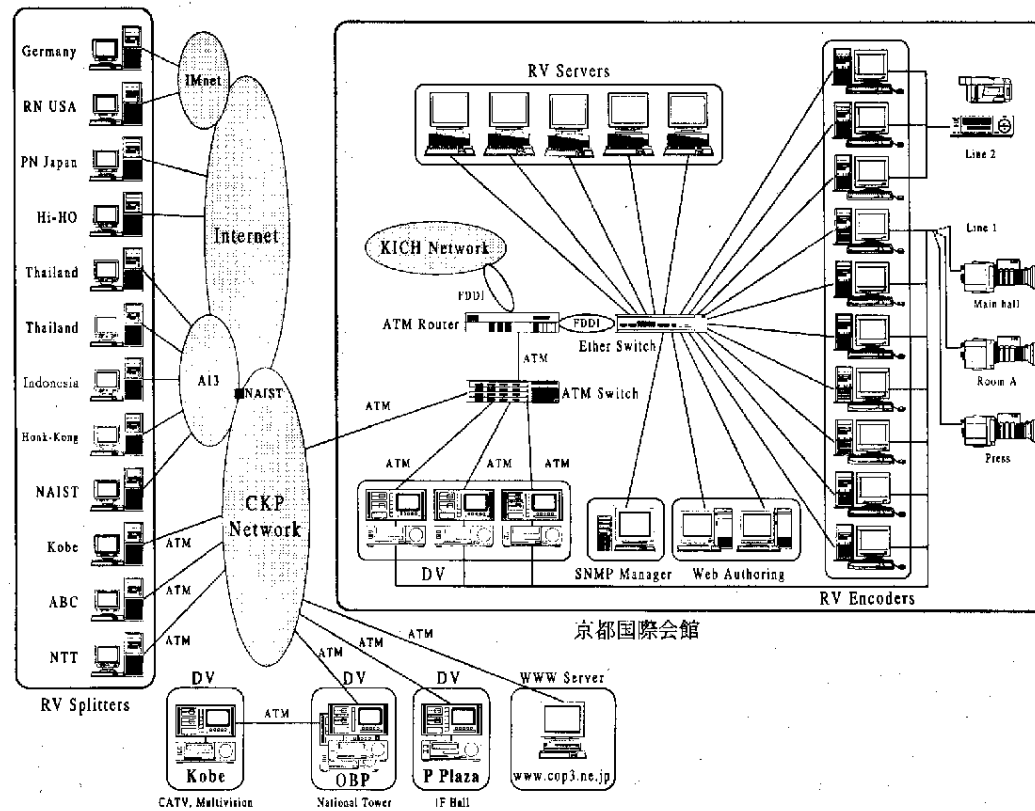 Germany
RN USA
PN Japan
Hi-HO
Thailand
Thailand
Indonesia
Honk-Kong
NAIST
Kobe
ABC
NTT
RV Splitters
IMnet
Internet
AI3
NAIST
CKP
Network
ATM
ATM
ATM
ATM
RV Servers
KICH Network
FDDI
ATM Router
FDDI
Ether Switch
ATM
ATM Switch
ATM
ATM
ATM
DV
SNMP Manager
Web Authoring
RV Encoders
Line 2
Line 1
Main hall
Room A
Press
京都国際会館
ATM
ATM
ATM
DV
Kobe
CATV, Multivision
ATM
DV
OBP
National Tower
DV
P Plaza
1F Hall
WWW Server
www.cop3.ne.jp